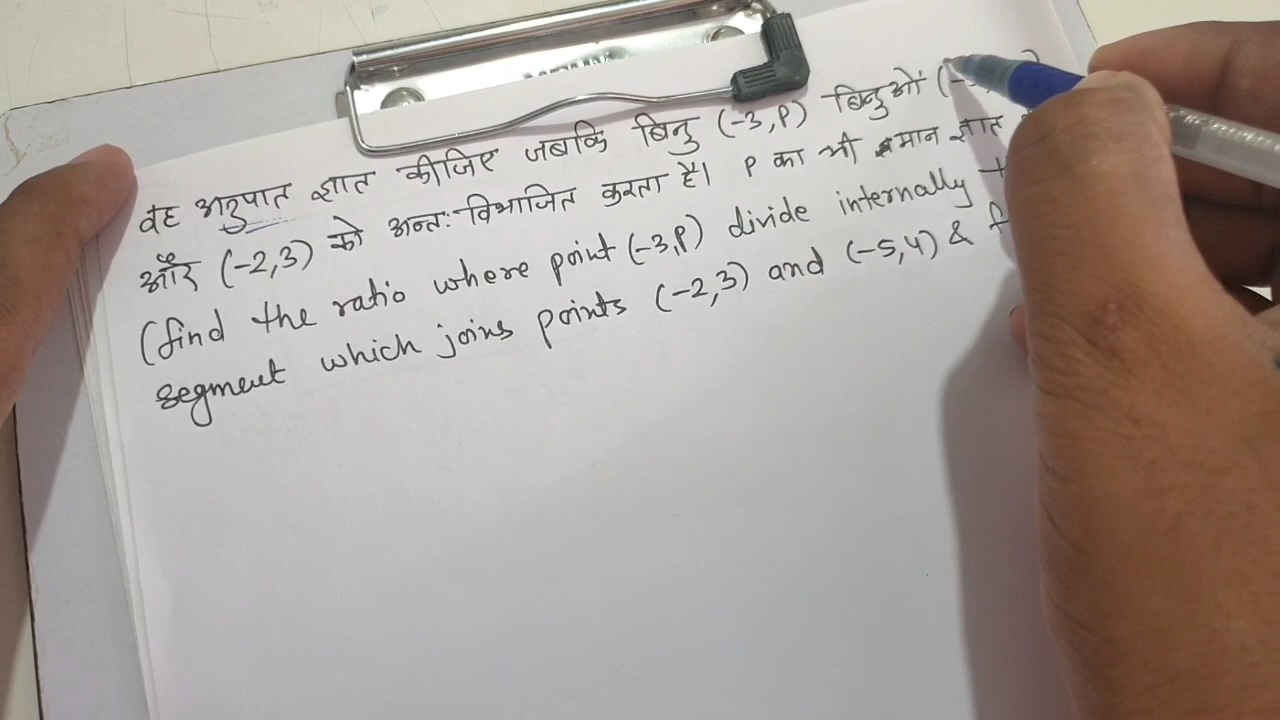 वह अनुपात ज्ञात कीजिए जबकि बिन्दु (-3,P) बिन्दुओं (-
और (-2,3) को अन्तः विभाजित करता है। P का भी मान ज्ञात
(find the ratio where point (-3,P) divide internally
segment which joins points (-2,3) and (-5,4) &